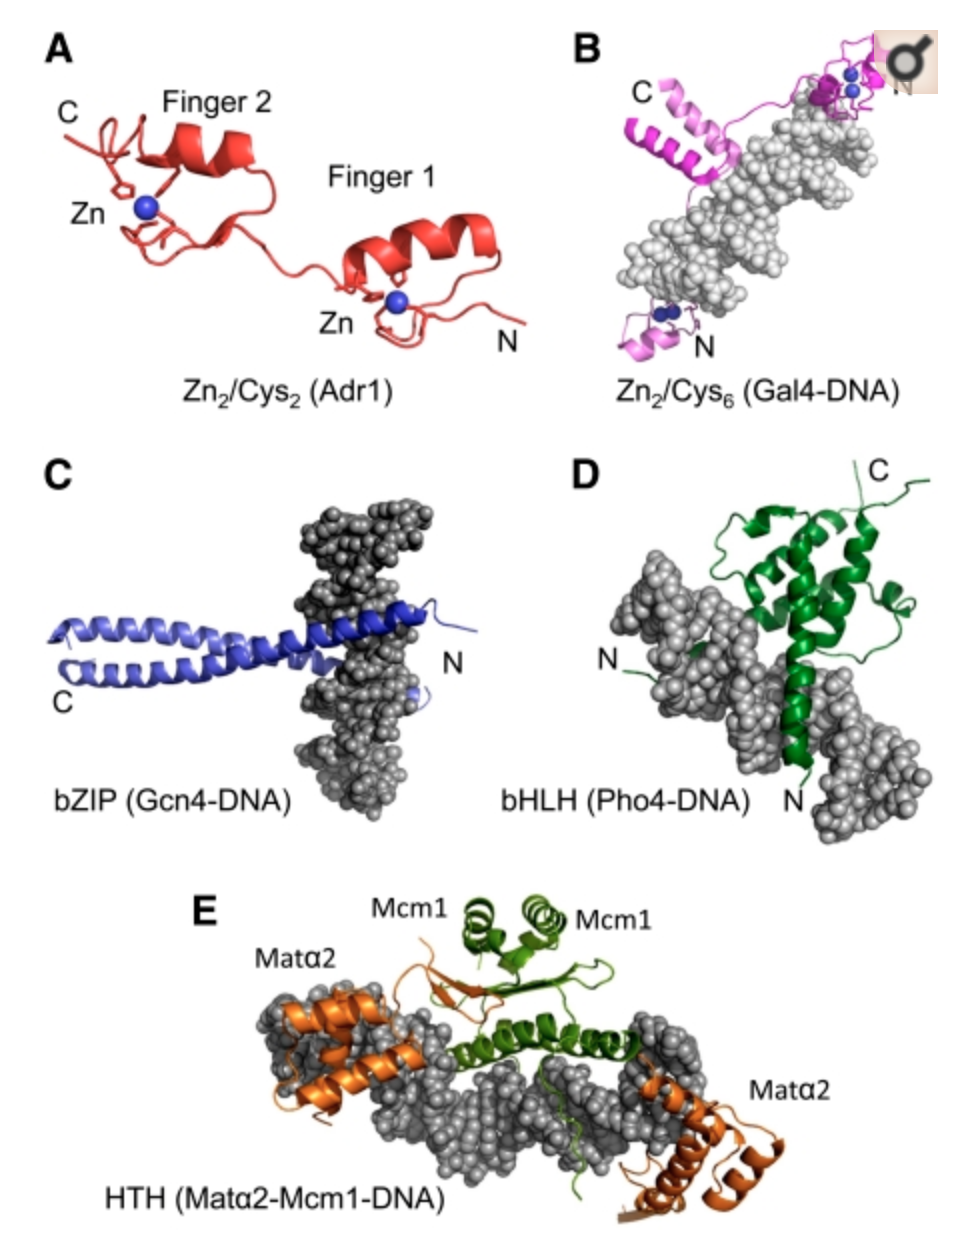 A
C
Finger 2
Finger 1
Zn
Zn
N
Zn₂/Cys₂ (Adr1)
B
C
N
N
Zn₂/Cys₆ (Gal4-DNA)
C
N
C
bZIP (Gcn4-DNA)
D
C
N
N
bHLH (Pho4-DNA)
E
Mcm1
Mcm1
Matα2
Matα2
HTH (Matα2-Mcm1-DNA)